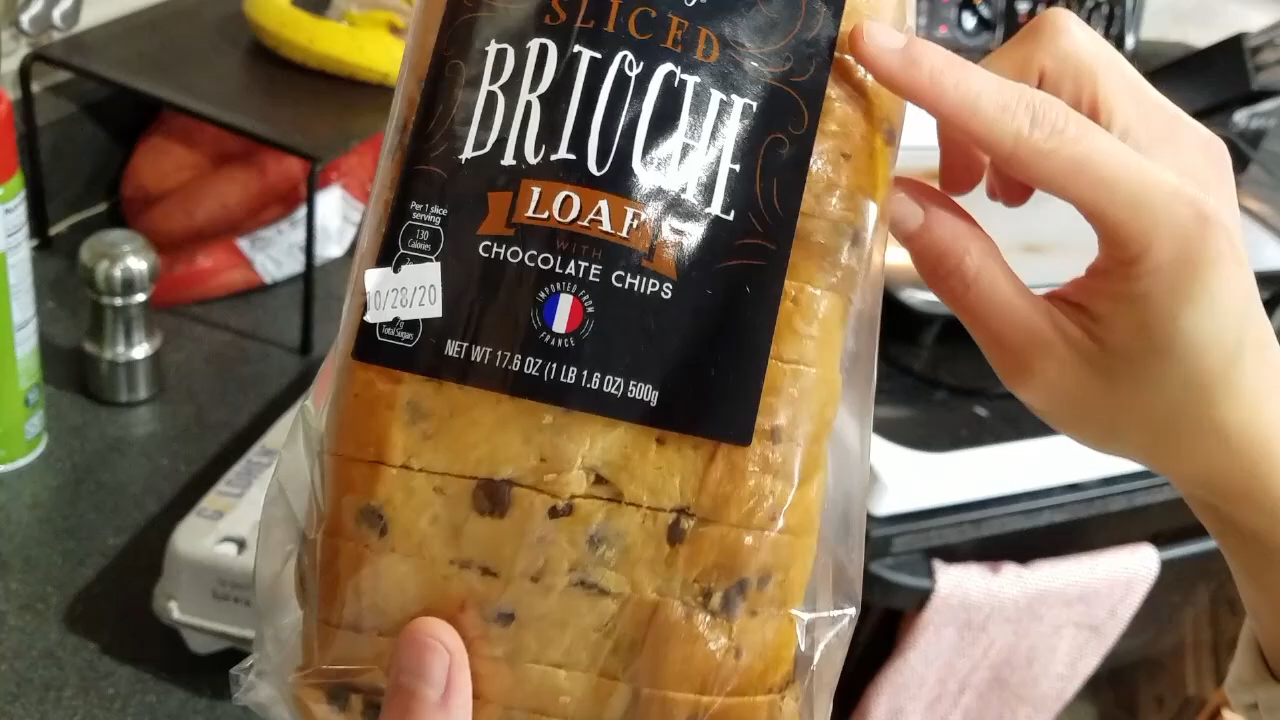 SLICED
BRIOCHE
LOAF
WITH
CHOCOLATE CHIPS
Per 1 slice
serving
130
Calories
10/28/20
7g
Total Sugars
IMPORTED FROM
FRANCE
NET WT 17.6 OZ (1 LB 1.6 OZ) 500g